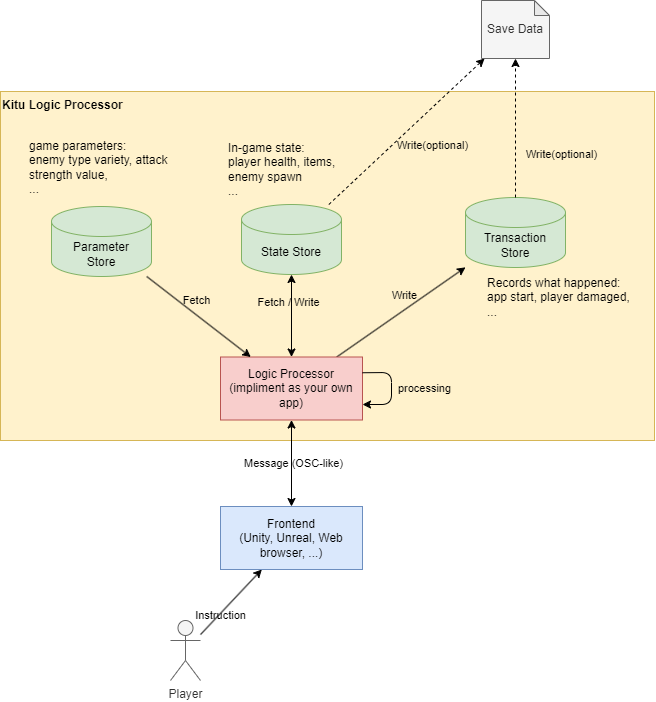 Save Data
Kitu Logic Processor
game parameters:
enemy type variety, attack
strength value,
...
In-game state:
player health, items,
enemy spawn
...
Write(optional)
Write(optional)
Parameter
Store
State Store
Transaction
Store
Records what happened:
app start, player damaged,
...
Fetch
Fetch / Write
Write
Logic Processor
(impliment as your own
app)
processing
Message (OSC-like)
Frontend
(Unity, Unreal, Web
browser, ...)
Instruction
Player